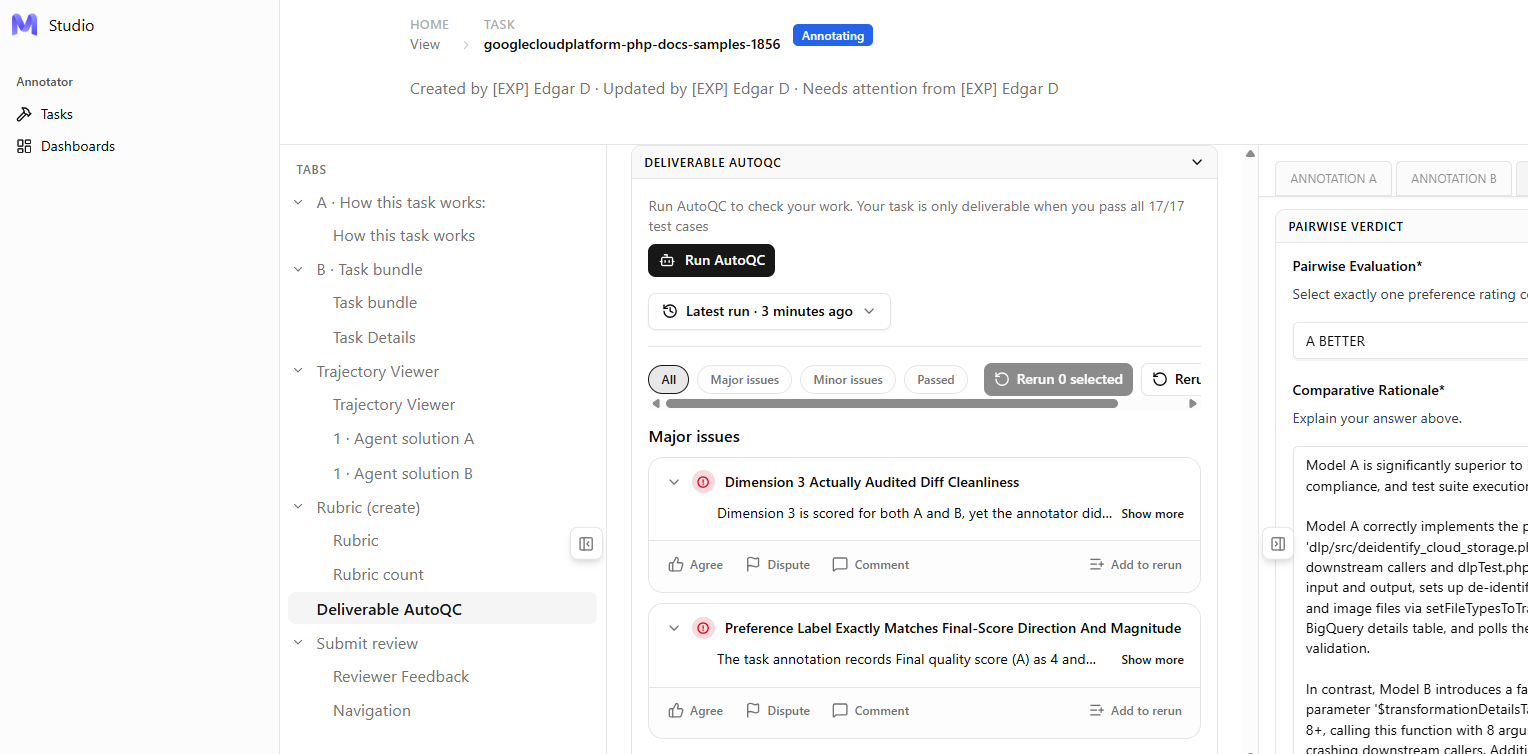 Studio
Annotator
Tasks
Dashboards
HOME
View
TASK
googlecloudplatform-php-docs-samples-1856
Annotating
Created by [EXP] Edgar D · Updated by [EXP] Edgar D · Needs attention from [EXP] Edgar D
TABS
A · How this task works:
How this task works
B · Task bundle
Task bundle
Task Details
Trajectory Viewer
Trajectory Viewer
1 · Agent solution A
1 · Agent solution B
Rubric (create)
Rubric
Rubric count
Deliverable AutoQC
Submit review
Reviewer Feedback
Navigation
DELIVERABLE AUTOQC
Run AutoQC to check your work. Your task is only deliverable when you pass all 17/17
test cases
Run AutoQC
Latest run · 3 minutes ago
All
Major issues
Minor issues
Passed
Rerun 0 selected
Major issues
Dimension 3 Actually Audited Diff Cleanliness
Dimension 3 is scored for both A and B, yet the annotator did... Show more
Agree
Dispute
Comment
Add to rerun
Preference Label Exactly Matches Final-Score Direction And Magnitude
The task annotation records Final quality score (A) as 4 and... Show more
Agree
Dispute
Comment
Add to rerun
ANNOTATION A
ANNOTATION B
PAIRWISE VERDICT
Pairwise Evaluation*
Select exactly one preference rating
A BETTER
Comparative Rationale*
Explain your answer above.
Model A is significantly superior to
compliance, and test suite
Model A correctly implements the
'dlp/src/deidentify_cloud_storage
downstream callers and dlpTest.php
input and output, sets up
and image files via
BigQuery details table, and polls
validation.
In contrast, Model B introduces a
parameter
8+, calling this function with 8
crashing downstream callers.